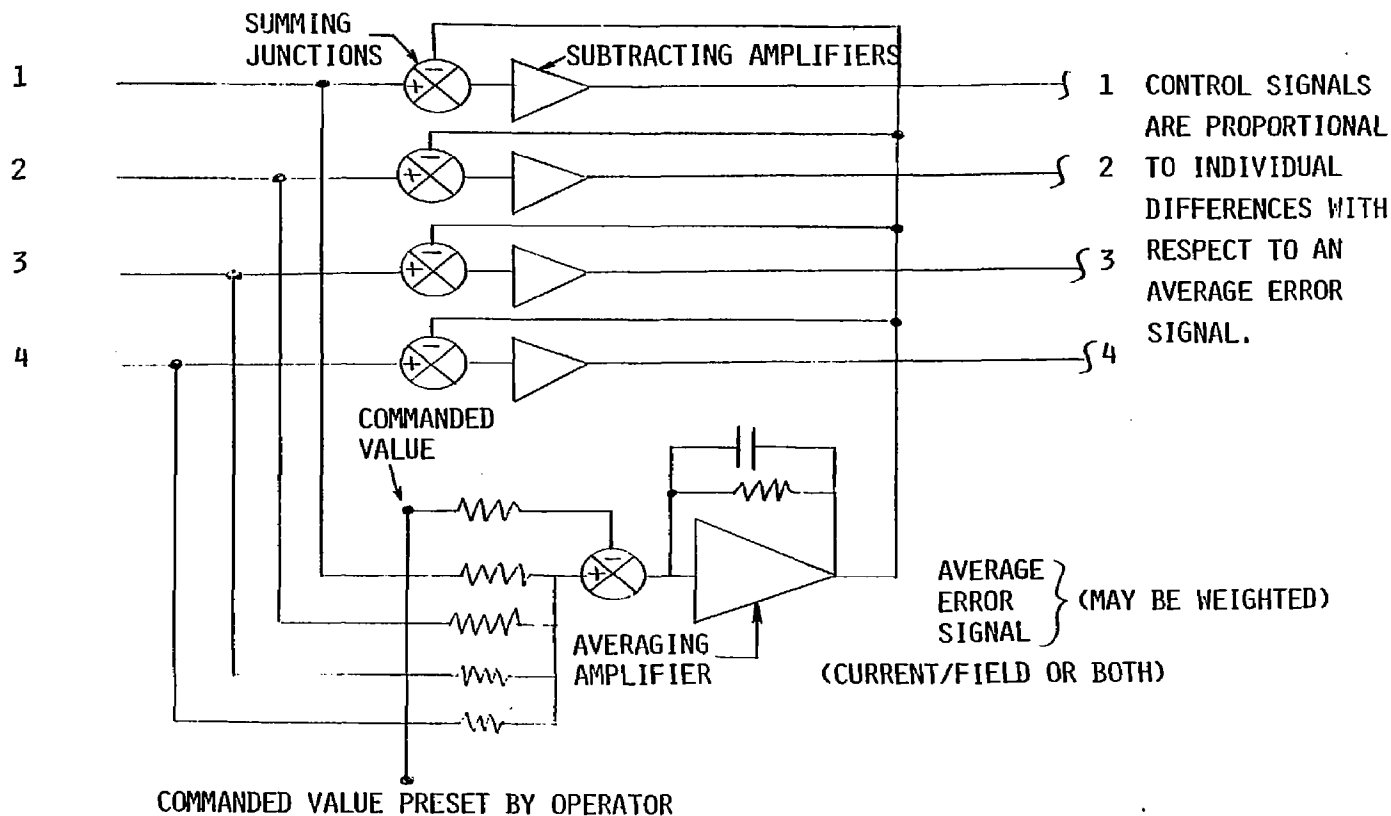 SUMMING
JUNCTIONS
SUBTRACTING AMPLIFIERS
1
2
3
4
+
−
+
−
+
−
+
−
1
2
3
4
CONTROL SIGNALS
ARE PROPORTIONAL
TO INDIVIDUAL
DIFFERENCES WITH
RESPECT TO AN
AVERAGE ERROR
SIGNAL.
COMMANDED
VALUE
+
−
AVERAGING
AMPLIFIER
AVERAGE
ERROR
SIGNAL
(MAY BE WEIGHTED)
(CURRENT/FIELD OR BOTH)
COMMANDED VALUE PRESET BY OPERATOR